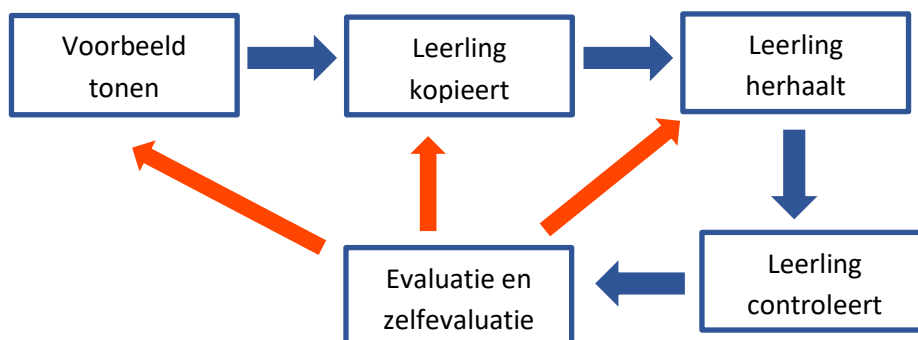 Voorbeeld
tonen
Leerling
kopieert
Leerling
herhaalt
Leerling
controleert
Evaluatie en
zelfevaluatie